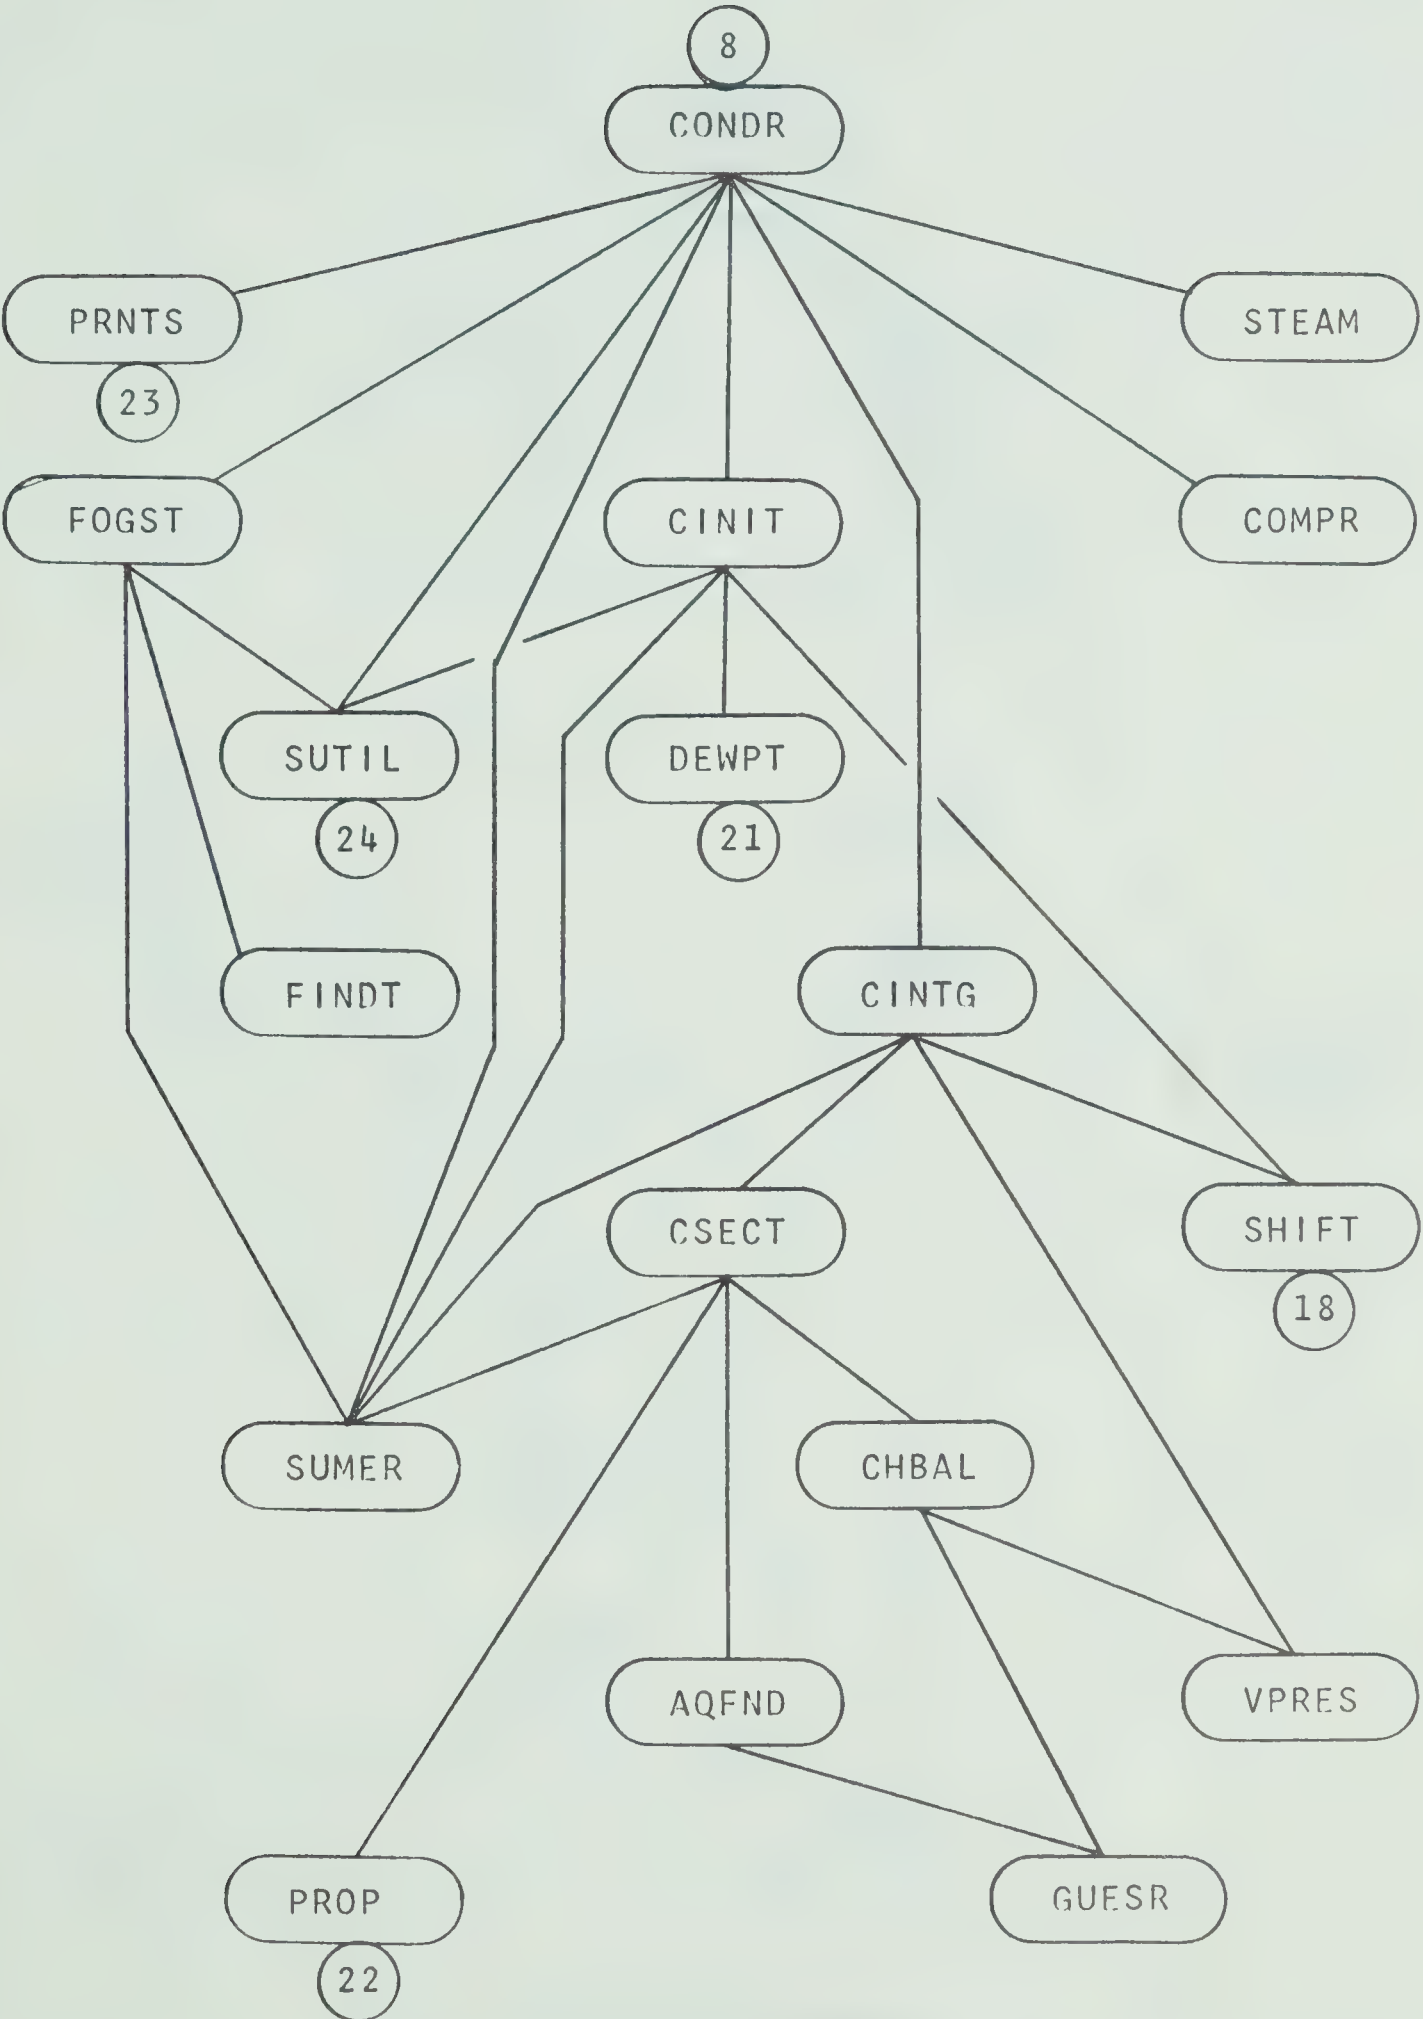 8
CONDR
PRNTS
STEAM
23
FOGST
CINIT
COMPR
SUTIL
DEWPT
24
21
FINDT
CINTG
CSECT
SHIFT
18
SUMER
CHBAL
AQFND
VPRES
PROP
GUESR
22